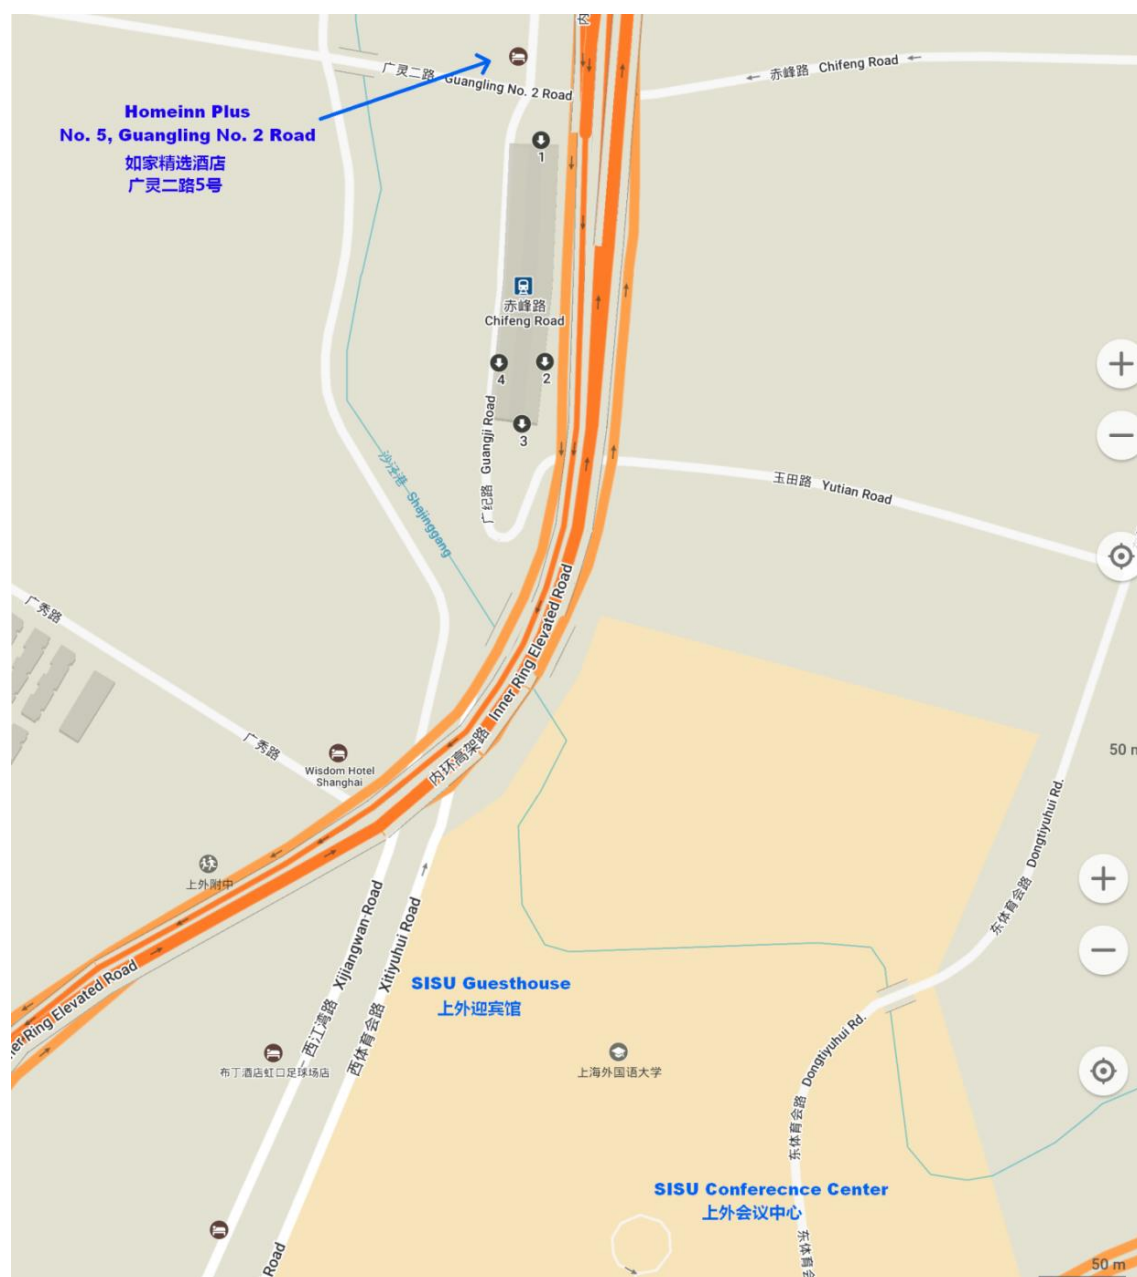 内
赤峰路 Chifeng Road
广灵二路 Guangling No. 2 Road
Homeinn Plus
No. 5, Guangling No. 2 Road
如家精选酒店
广灵二路5号
1
赤峰路
Chifeng Road
4
2
3
广纪路 Guangji Road
沙泾港 Shajinggang
玉田路 Yutian Road
广秀路
内环高架路 Inner Ring Elevated Road
广秀路
Wisdom Hotel
Shanghai
50 m
东体育会路 Dongtiyuhui Rd.
上外附中
西江湾路 Xijiangwan Road
西体育会路 Xitiyuhui Road
ner Ring Elevated Road
SISU Guesthouse
上外迎宾馆
布丁酒店虹口足球场店
上海外国语大学
东体育会路 Dongtiyuhui Rd.
SISU Conferecnce Center
上外会议中心
东体育会
Road
50 m